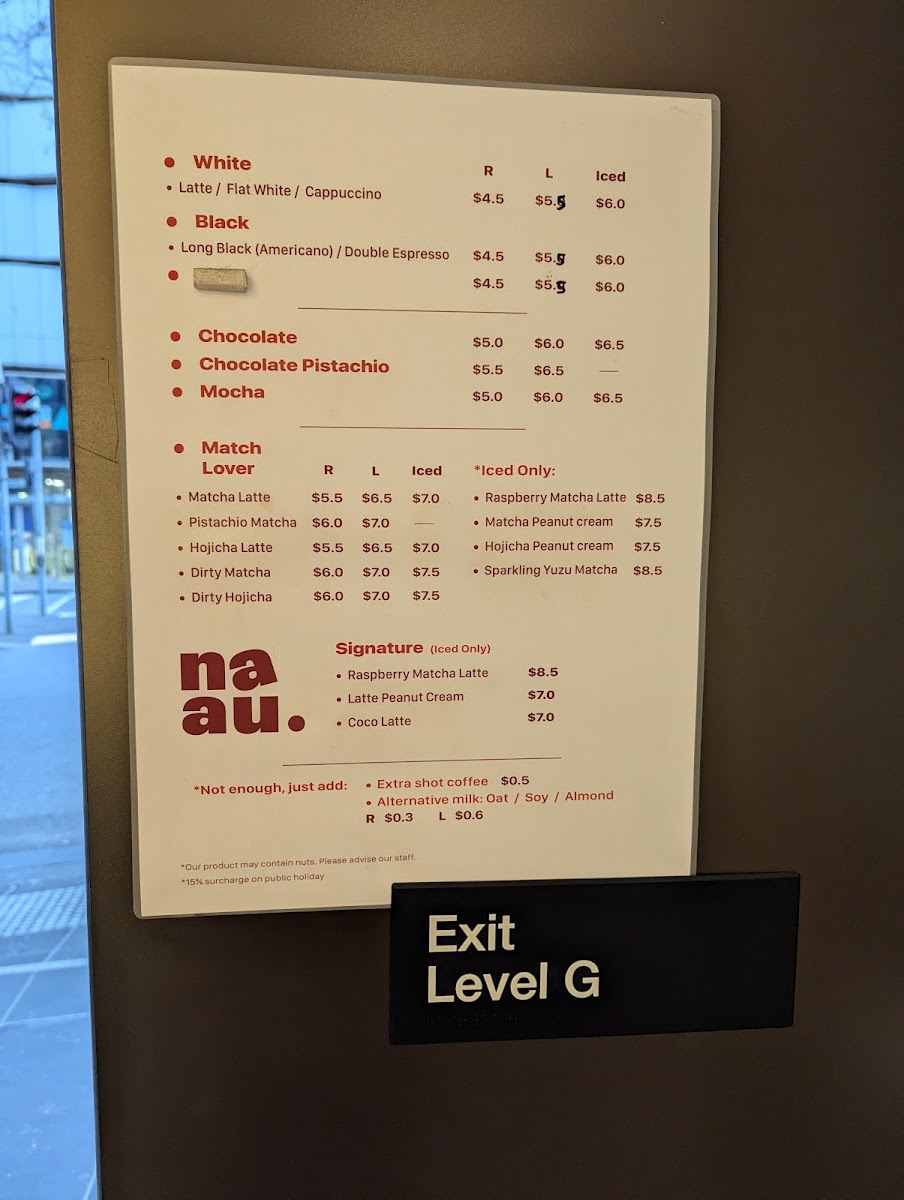 White R L Iced
Latte / Flat White / Cappuccino $4.5 $5.5 $6.0
Black
Long Black (Americano) / Double Espresso $4.5 $5.5 $6.0
$4.5 $5.5 $6.0
Chocolate $5.0 $6.0 $6.5
Chocolate Pistachio $5.5 $6.5 —
Mocha $5.0 $6.0 $6.5
Match
Lover R L Iced
Matcha Latte $5.5 $6.5 $7.0
Pistachio Matcha $6.0 $7.0 —
Hojicha Latte $5.5 $6.5 $7.0
Dirty Matcha $6.0 $7.0 $7.5
Dirty Hojicha $6.0 $7.0 $7.5
*Iced Only:
Raspberry Matcha Latte $8.5
Matcha Peanut cream $7.5
Hojicha Peanut cream $7.5
Sparkling Yuzu Matcha $8.5
na
au.
Signature (Iced Only)
Raspberry Matcha Latte $8.5
Latte Peanut Cream $7.0
Coco Latte $7.0
*Not enough, just add: • Extra shot coffee $0.5
• Alternative milk: Oat / Soy / Almond
R $0.3 L $0.6
*Our product may contain nuts. Please advise our staff.
*15% surcharge on public holiday
Exit
Level G